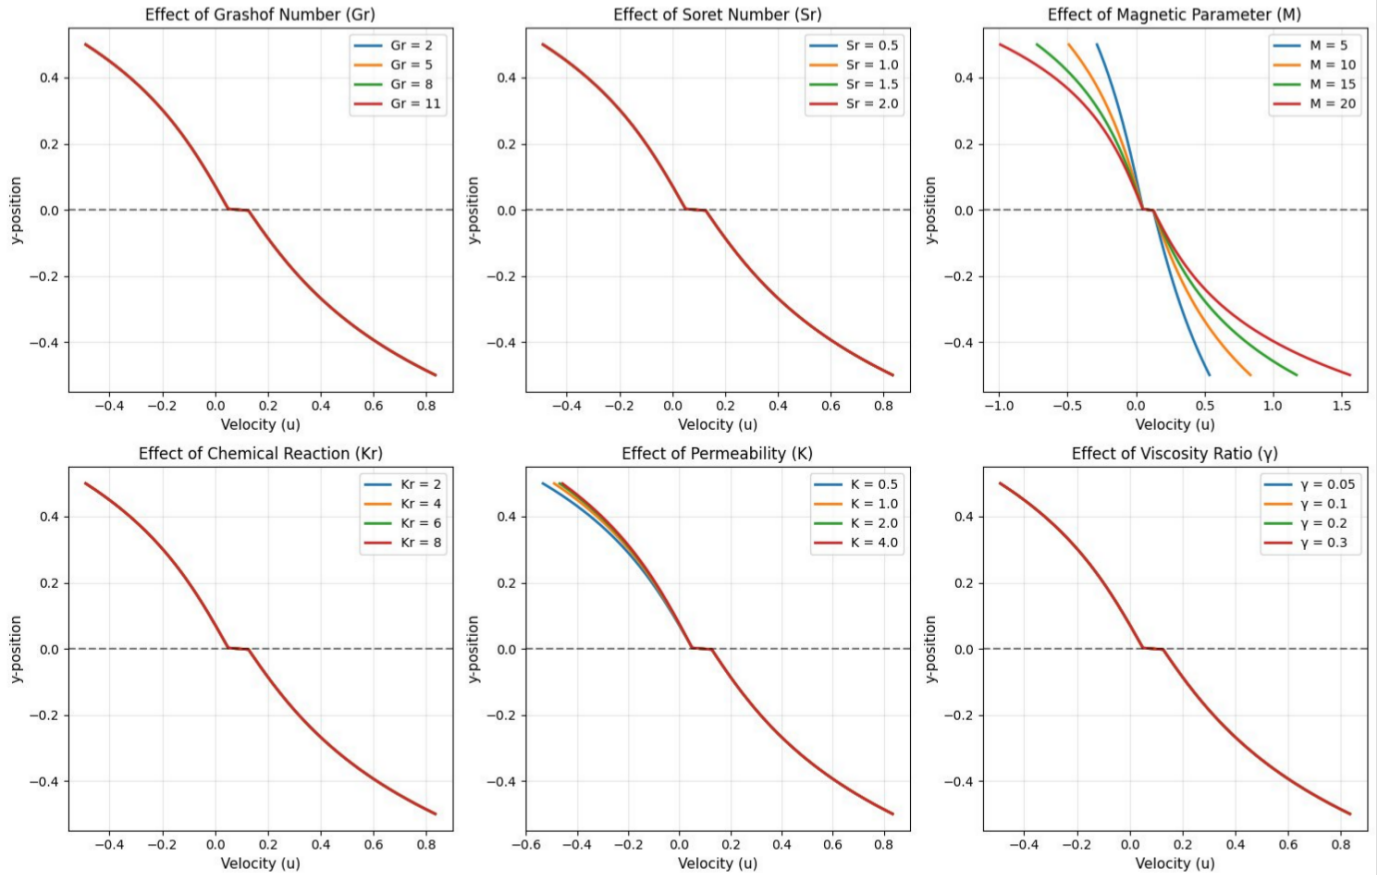 Effect of Grashof Number (Gr)
Gr = 2
Gr = 5
Gr = 8
Gr = 11
0.4
0.2
0.0
−0.2
−0.4
y-position
−0.4 −0.2 0.0 0.2 0.4 0.6 0.8
Velocity (u)
Effect of Soret Number (Sr)
Sr = 0.5
Sr = 1.0
Sr = 1.5
Sr = 2.0
0.4
0.2
0.0
−0.2
−0.4
y-position
−0.4 −0.2 0.0 0.2 0.4 0.6 0.8
Velocity (u)
Effect of Magnetic Parameter (M)
M = 5
M = 10
M = 15
M = 20
0.4
0.2
0.0
−0.2
−0.4
y-position
−1.0 −0.5 0.0 0.5 1.0 1.5
Velocity (u)
Effect of Chemical Reaction (Kr)
Kr = 2
Kr = 4
Kr = 6
Kr = 8
0.4
0.2
0.0
−0.2
−0.4
y-position
−0.4 −0.2 0.0 0.2 0.4 0.6 0.8
Velocity (u)
Effect of Permeability (K)
K = 0.5
K = 1.0
K = 2.0
K = 4.0
0.4
0.2
0.0
−0.2
−0.4
y-position
−0.6 −0.4 −0.2 0.0 0.2 0.4 0.6 0.8
Velocity (u)
Effect of Viscosity Ratio (γ)
γ = 0.05
γ = 0.1
γ = 0.2
γ = 0.3
0.4
0.2
0.0
−0.2
−0.4
y-position
−0.4 −0.2 0.0 0.2 0.4 0.6 0.8
Velocity (u)